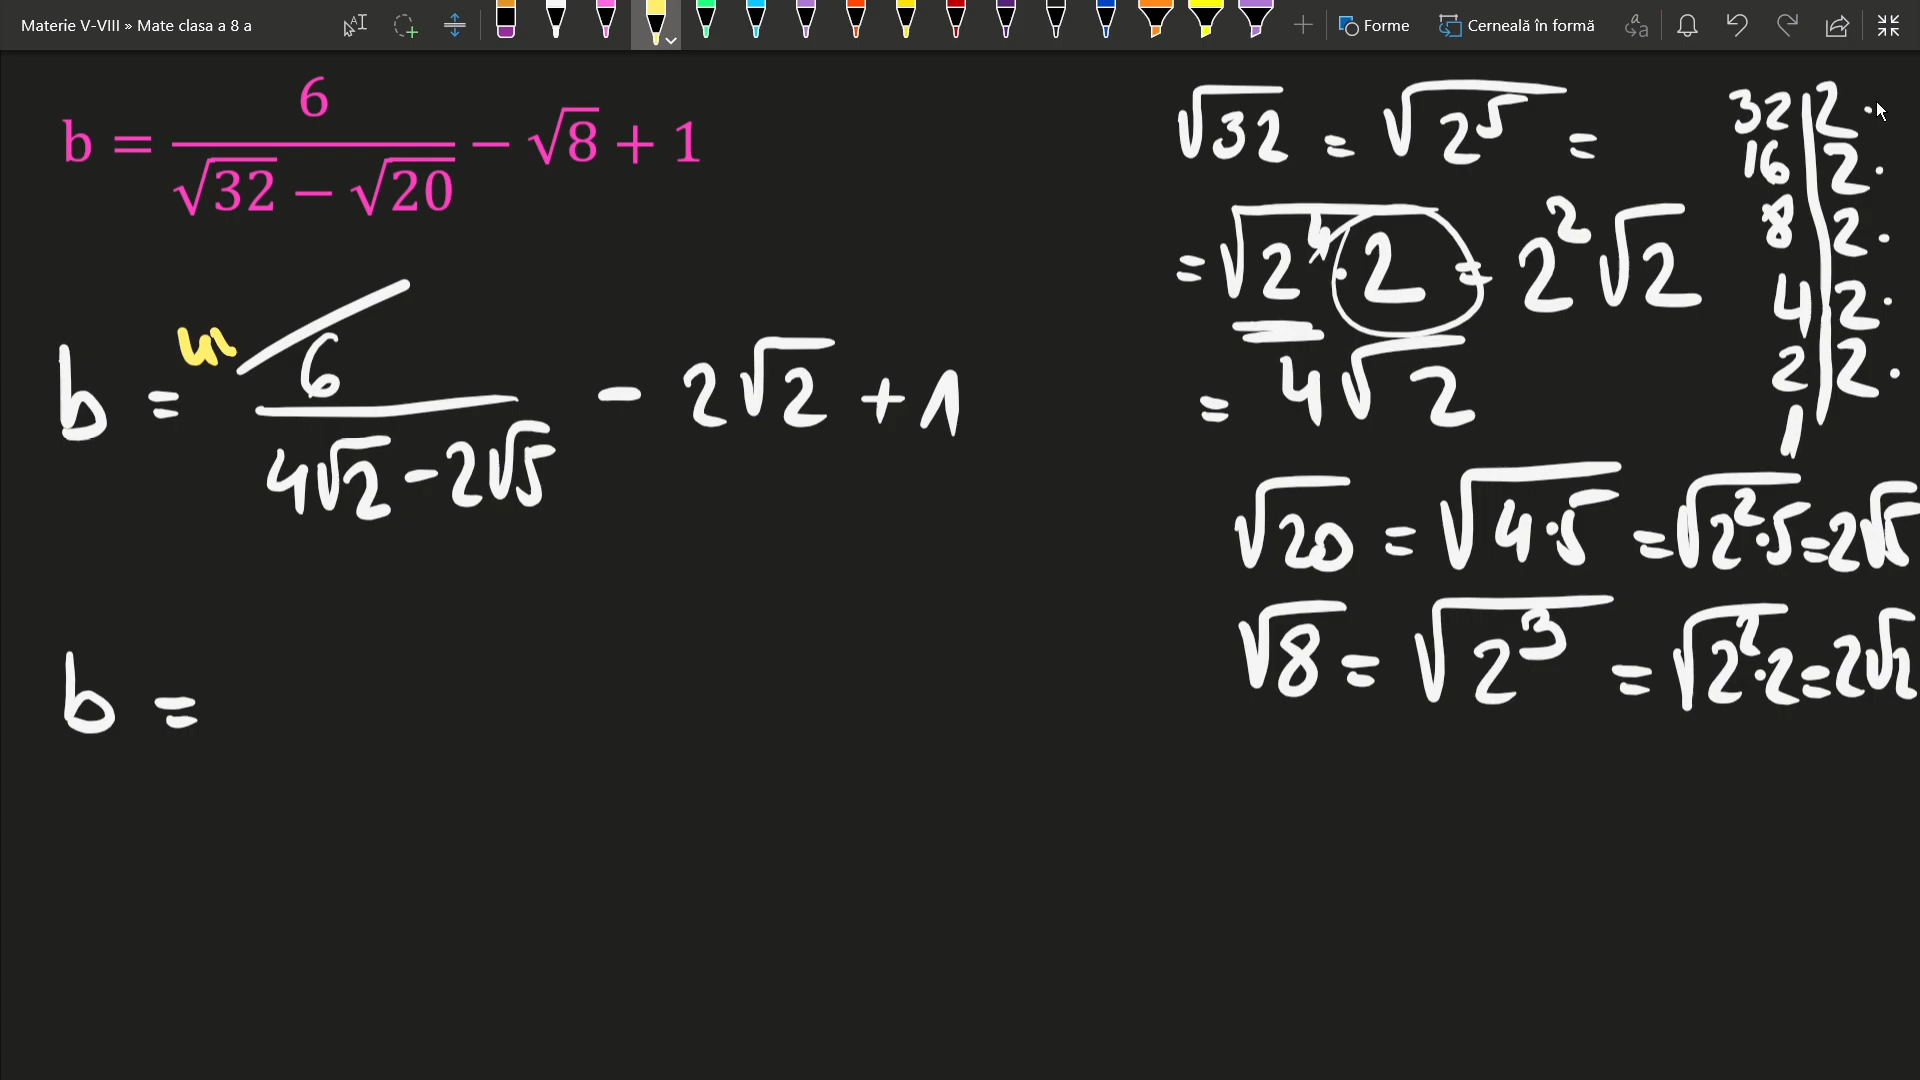 Materie V-VIII » Mate clasa a 8 a
Forme
Cerneală în formă
b = 6/(√32 − √20) − √8 + 1
b = 6/(4√2 − 2√5) − 2√2 + 1
b =
√32 = √2⁵ =
= √2⁴·2 = 2²√2
= 4√2
32 | 2
16 | 2
8 | 2
4 | 2
2 | 2
1
√20 = √4·5 = √2²·5 = 2√5
√8 = √2³ = √2²·2 = 2√2